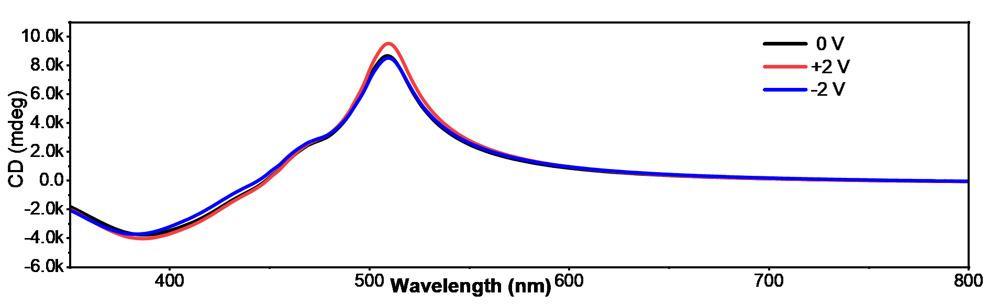 CD (mdeg)
10.0k
8.0k
6.0k
4.0k
2.0k
0.0
-2.0k
-4.0k
-6.0k
0 V
+2 V
-2 V
400
500
600
700
800
Wavelength (nm)